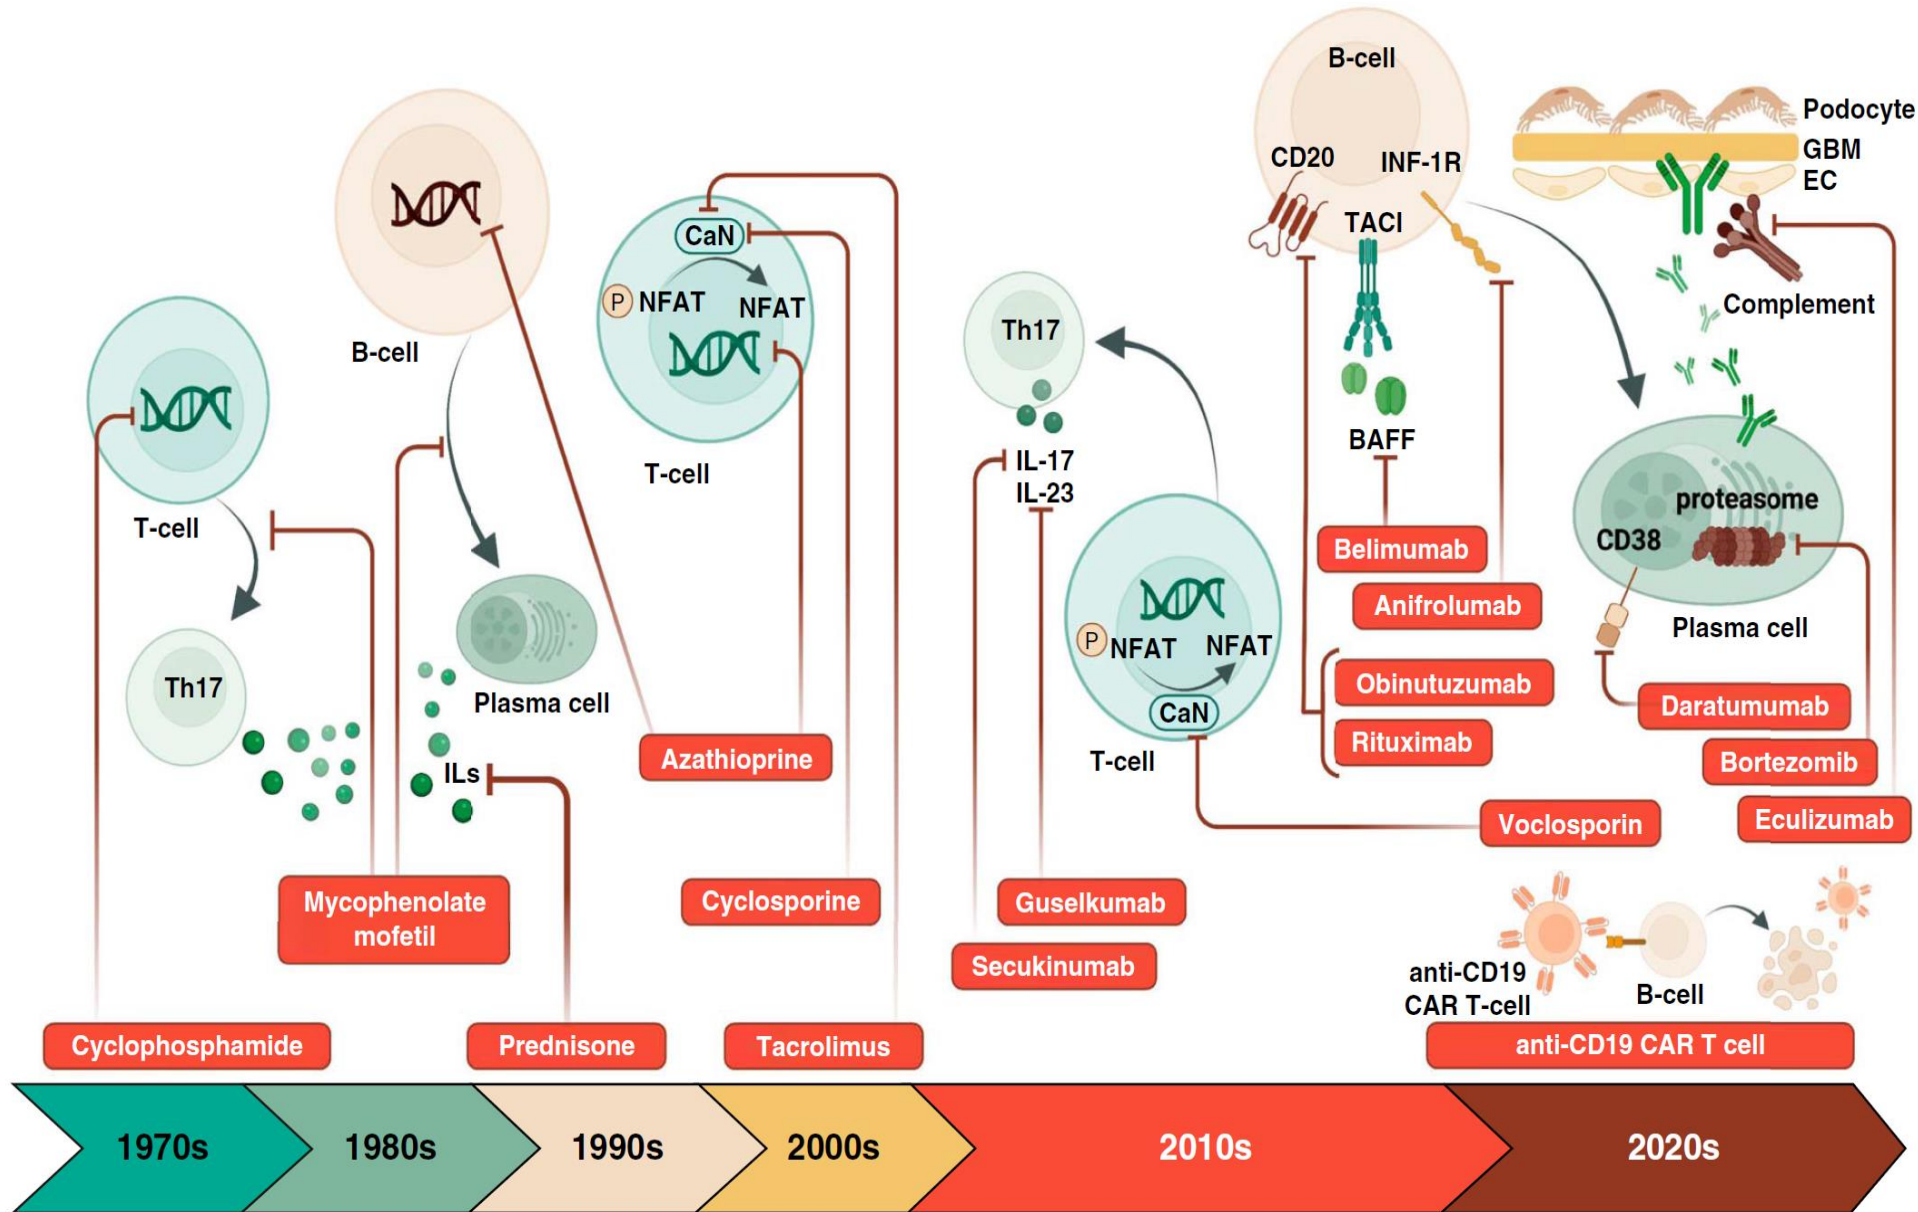 B-cell
T-cell
Th17
Plasma cell
ILs
CaN
P
NFAT
NFAT
T-cell
Azathioprine
Mycophenolate
mofetil
Cyclosporine
Cyclophosphamide
Prednisone
Tacrolimus
Th17
IL-17
IL-23
P
NFAT
NFAT
CaN
T-cell
Guselkumab
Secukinumab
B-cell
CD20
INF-1R
TACI
BAFF
Belimumab
Anifrolumab
Obinutuzumab
Rituximab
Voclosporin
Podocyte
GBM
EC
Complement
proteasome
CD38
Plasma cell
Daratumumab
Bortezomib
Eculizumab
anti-CD19
CAR T-cell
B-cell
anti-CD19 CAR T cell
1970s
1980s
1990s
2000s
2010s
2020s